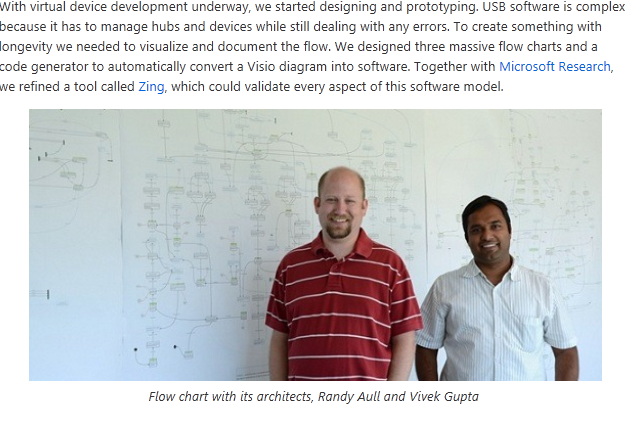 With virtual device development underway, we started designing and prototyping. USB software is complex
because it has to manage hubs and devices while still dealing with any errors. To create something with
longevity we needed to visualize and document the flow. We designed three massive flow charts and a
code generator to automatically convert a Visio diagram into software. Together with Microsoft Research,
we refined a tool called Zing, which could validate every aspect of this software model.
Flow chart with its architects, Randy Aull and Vivek Gupta